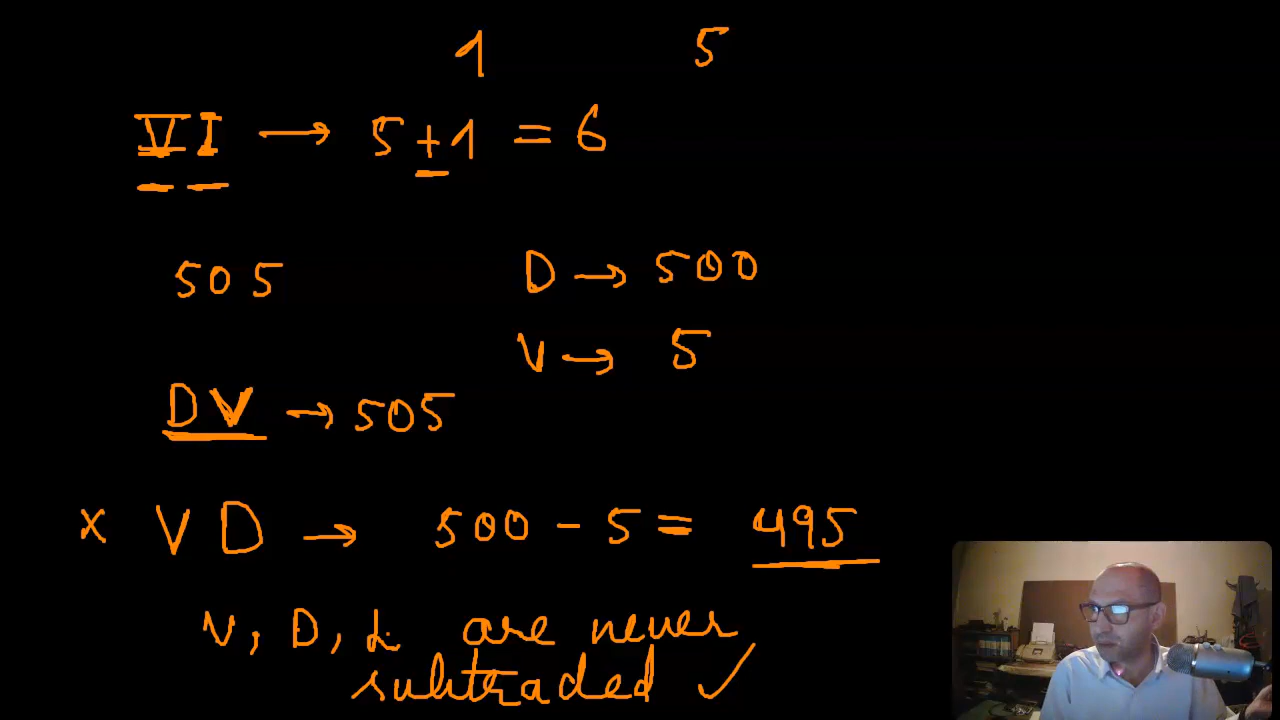 1 5
VI → 5 + 1 = 6
505 D → 500
V → 5
DV → 505
x VD → 500 - 5 = 495
V, D, L are never
subtraded ✓